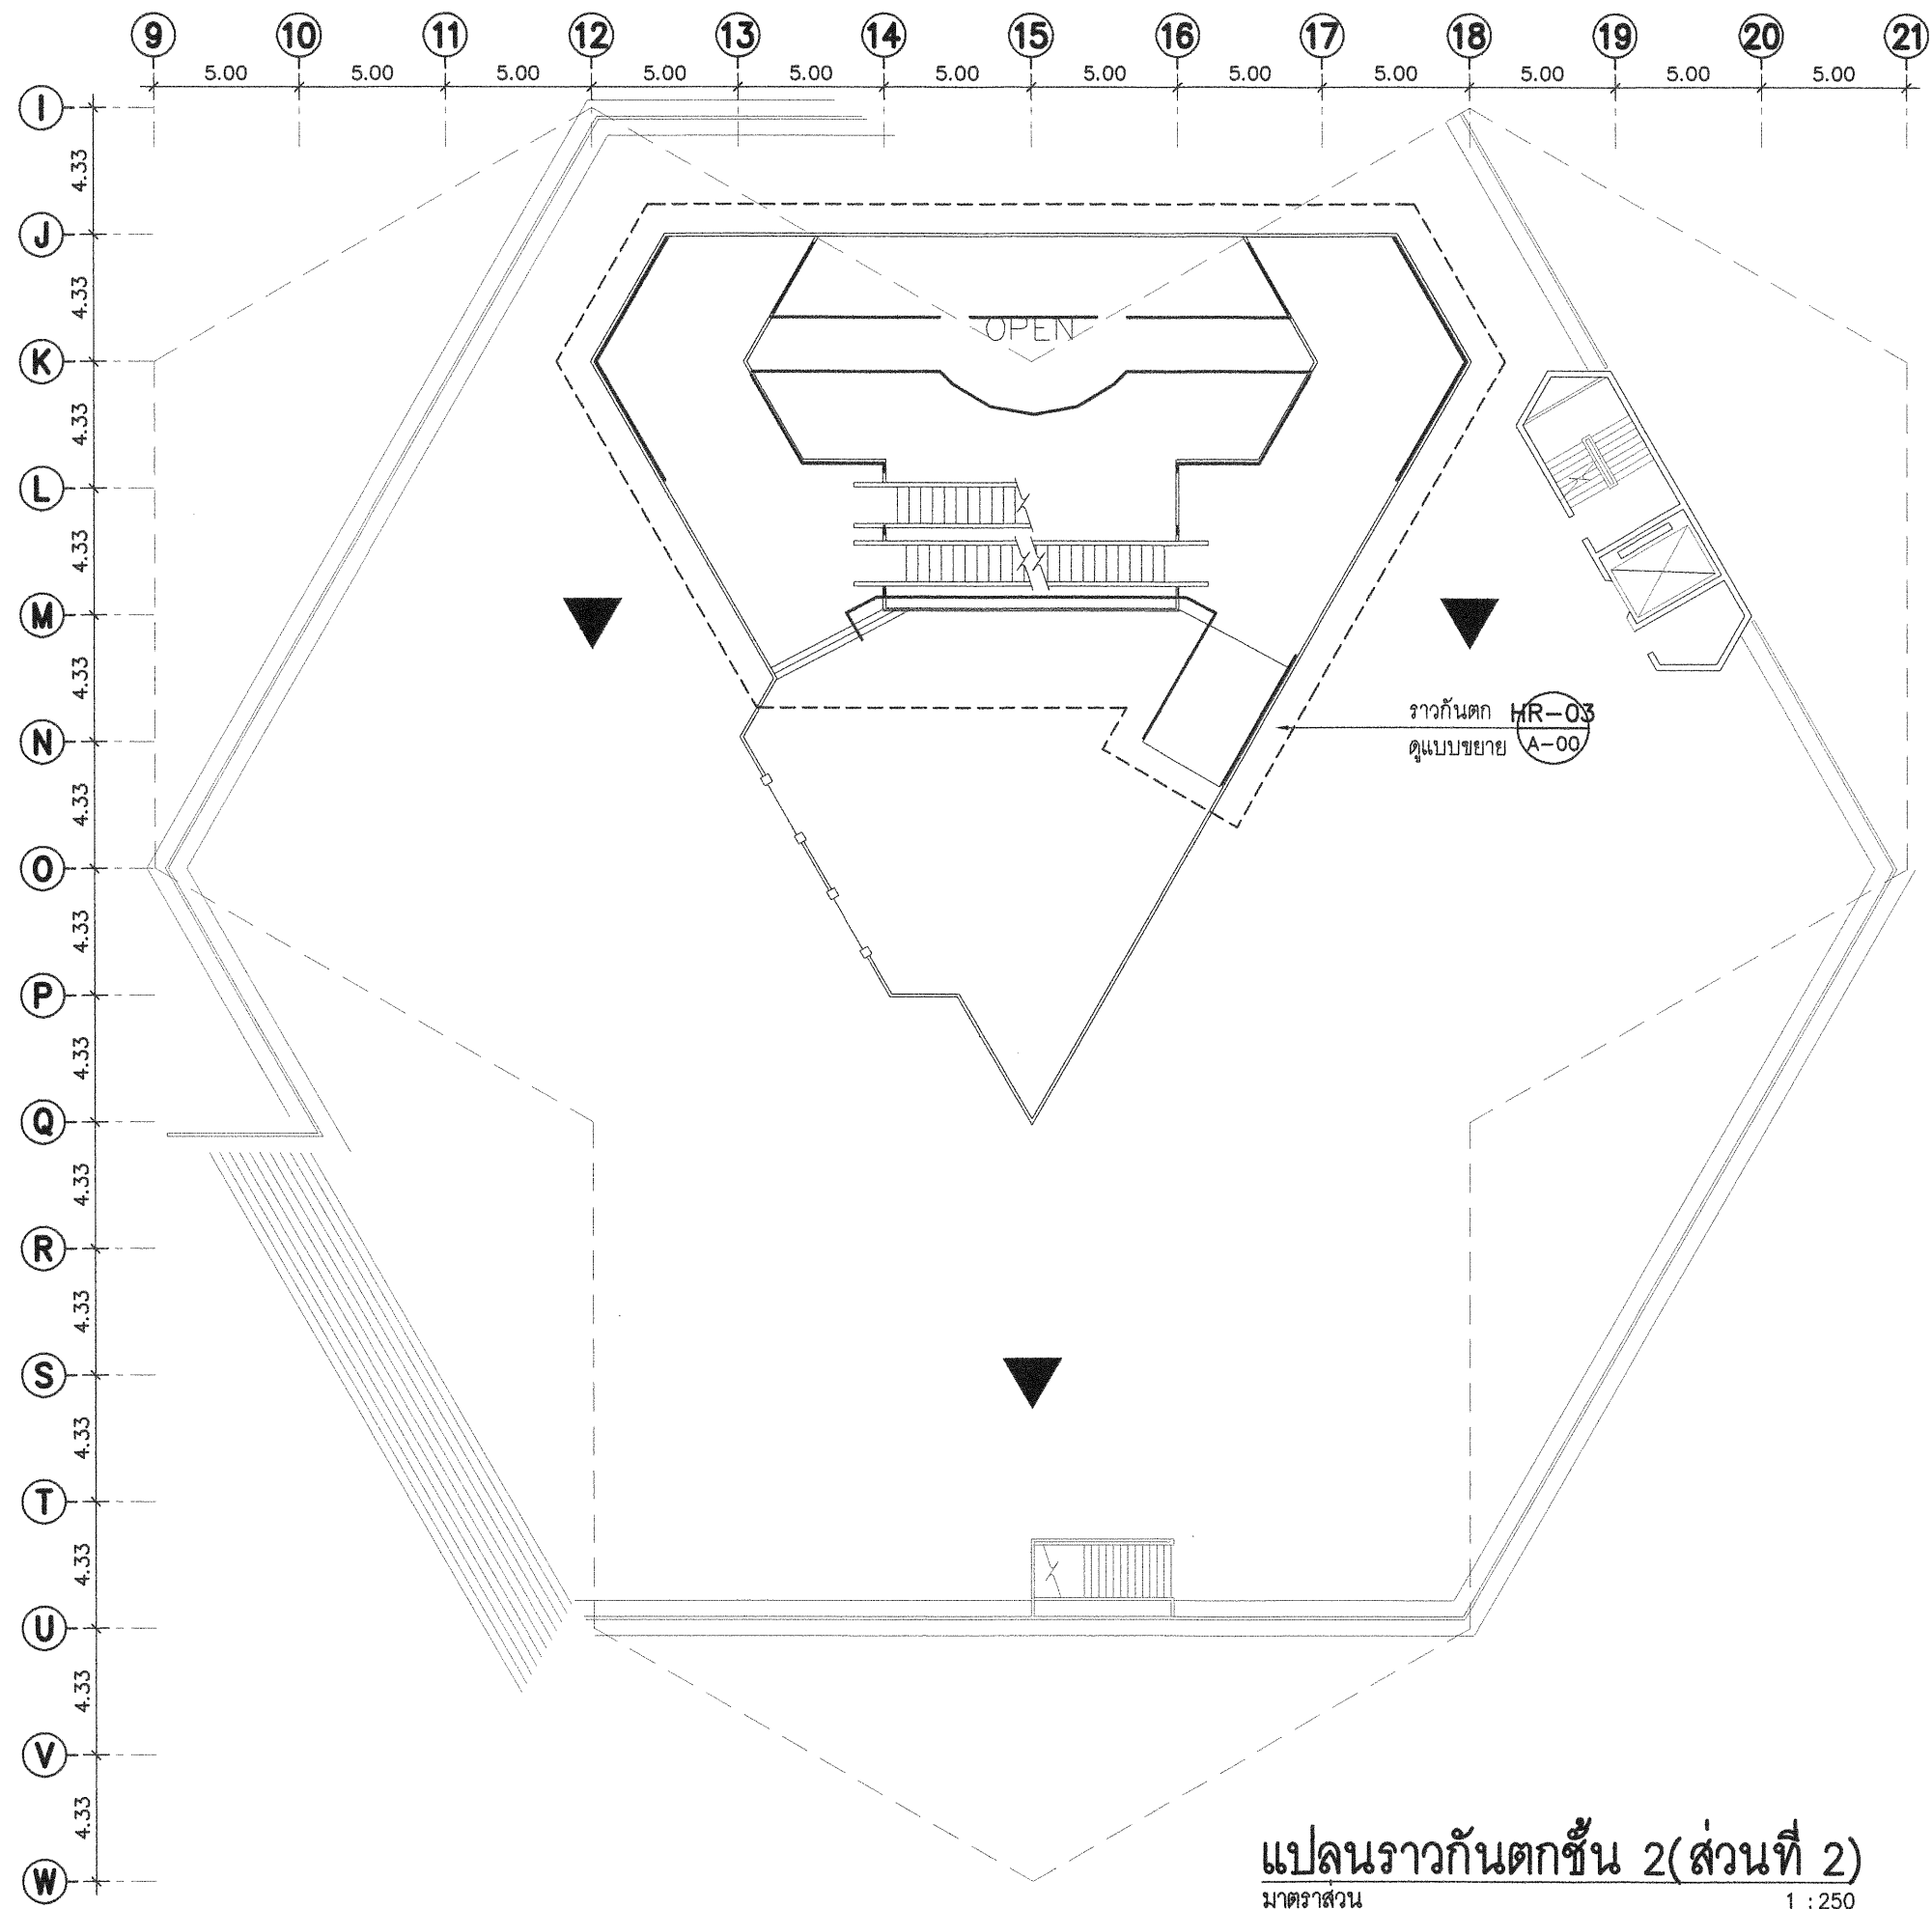 9 10 11 12 13 14 15 16 17 18 19 20 21
5.00 5.00 5.00 5.00 5.00 5.00 5.00 5.00 5.00 5.00 5.00 5.00
I
4.33
J
4.33
OPEN
K
4.33
L
4.33
M
4.33
ราวกันตก HR-03
N
ดูแบบขยาย A-00
4.33
O
4.33
P
4.33
Q
4.33
R
4.33
S
4.33
T
4.33
U
4.33
V
4.33
แปลนราวกันตกชั้น 2(ส่วนที่ 2)
W
มาตราส่วน 1 : 250